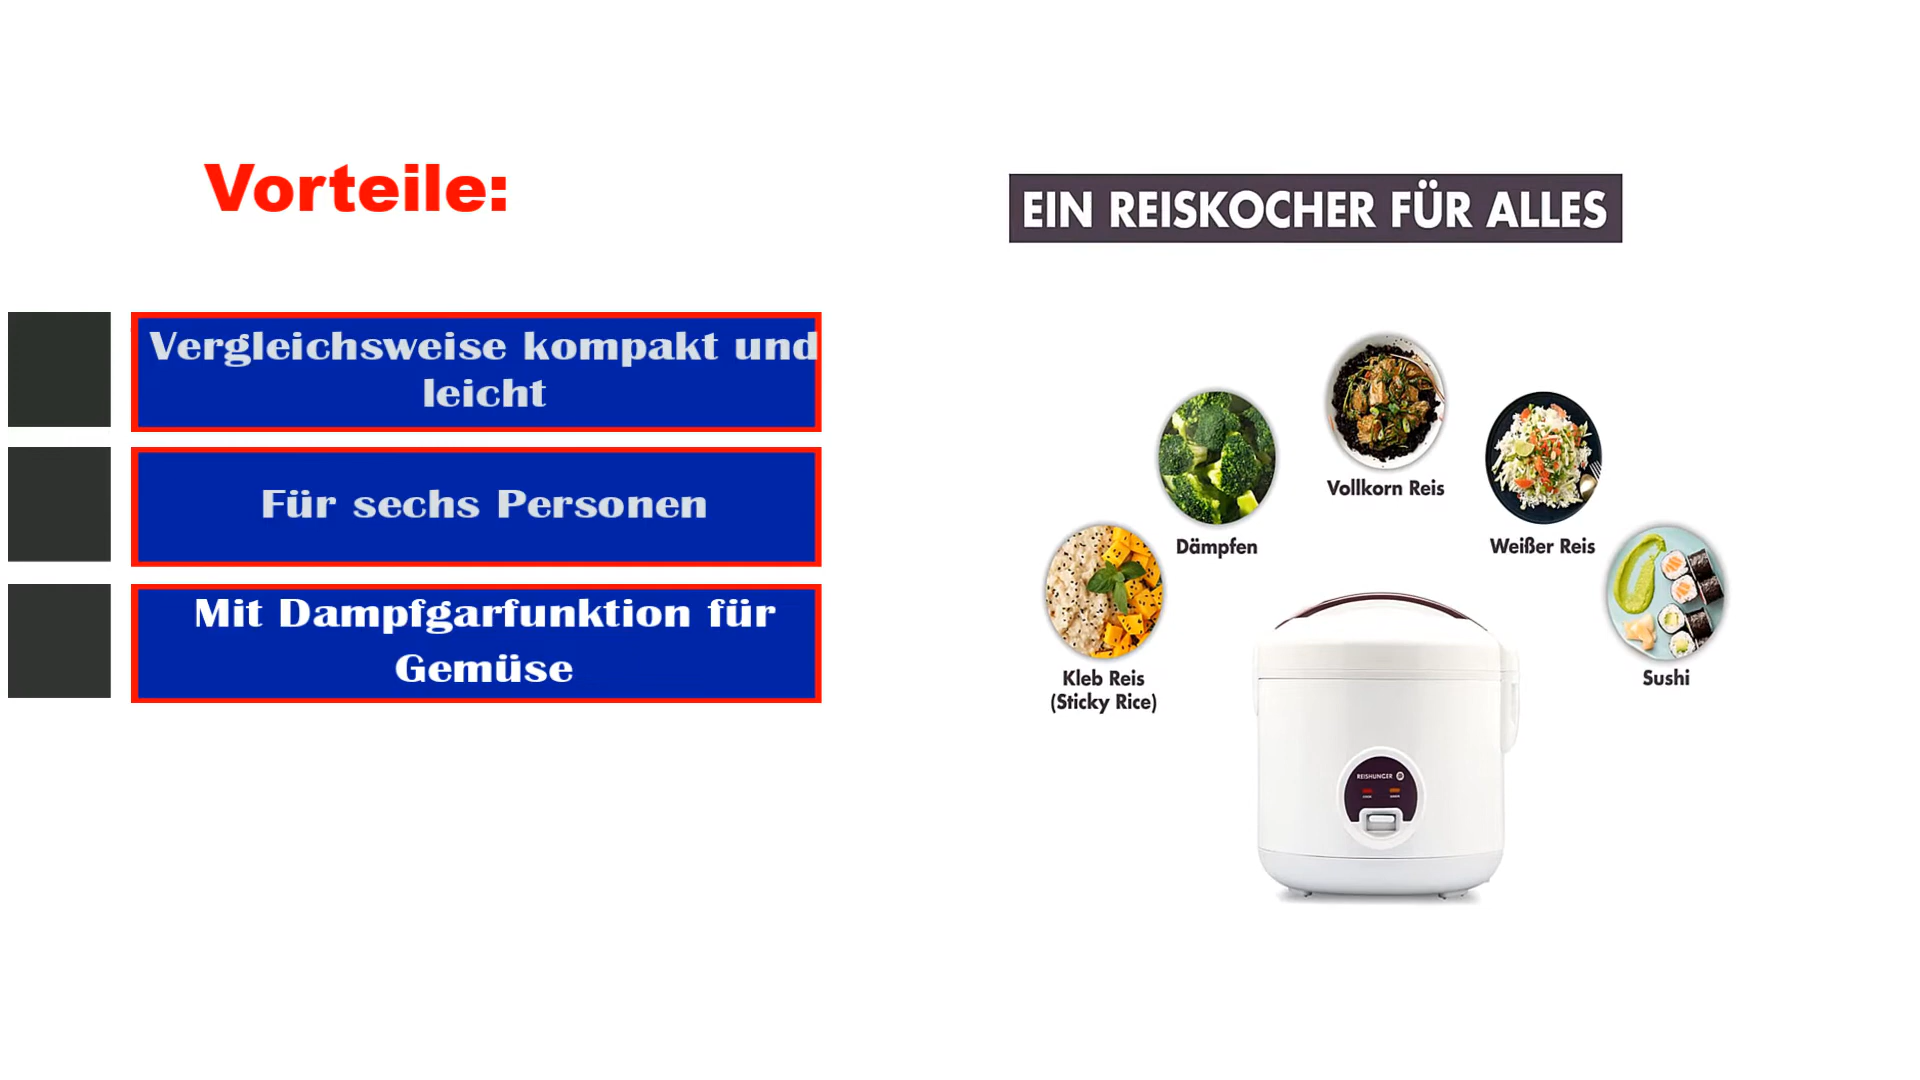 Vorteile:
Vergleichsweise kompakt und
leicht
Für sechs Personen
Mit Dampfgarfunktion für
Gemüse
EIN REISKOCHER FÜR ALLES
Vollkorn Reis
Dämpfen
Weißer Reis
Kleb Reis
(Sticky Rice)
Sushi
REISHUNGER